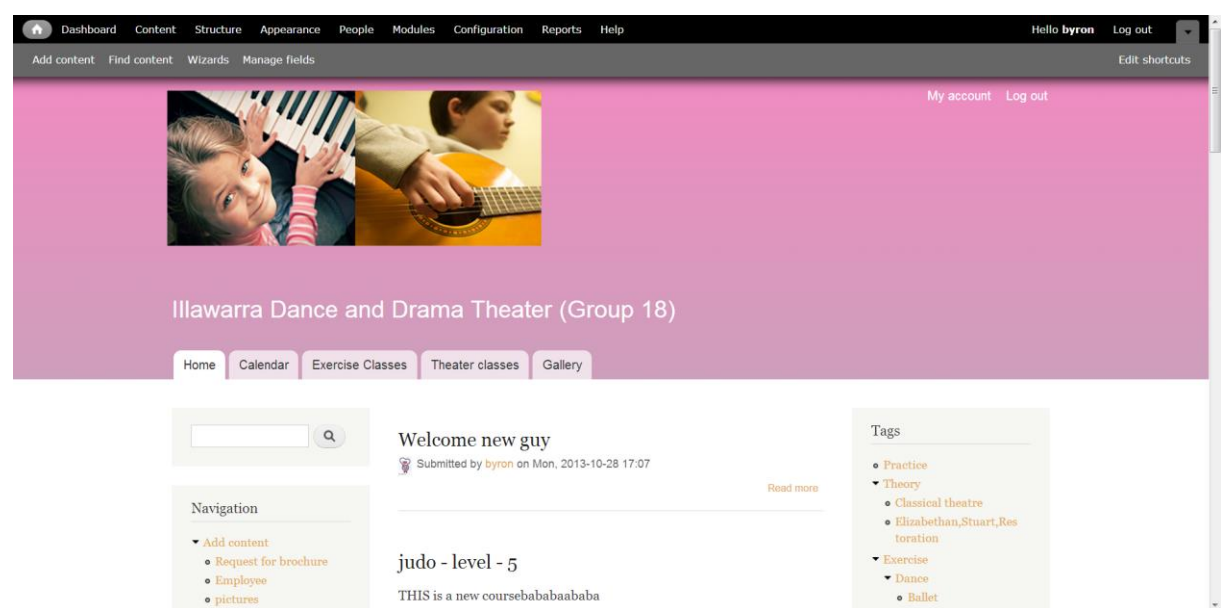 Dashboard Content Structure Appearance People Modules Configuration Reports Help Hello byron Log out
Add content Find content Wizards Manage fields Edit shortcuts
My account Log out
Illawarra Dance and Drama Theater (Group 18)
Home Calendar Exercise Classes Theater classes Gallery
Welcome new guy
Submitted by byron on Mon, 2013-10-28 17:07
Read more
judo - level - 5
THIS is a new coursebababaababa
Navigation
Add content
Request for brochure
Employee
pictures
Tags
Practice
Theory
Classical theatre
Elizabethan,Stuart,Res
toration
Exercise
Dance
Ballet